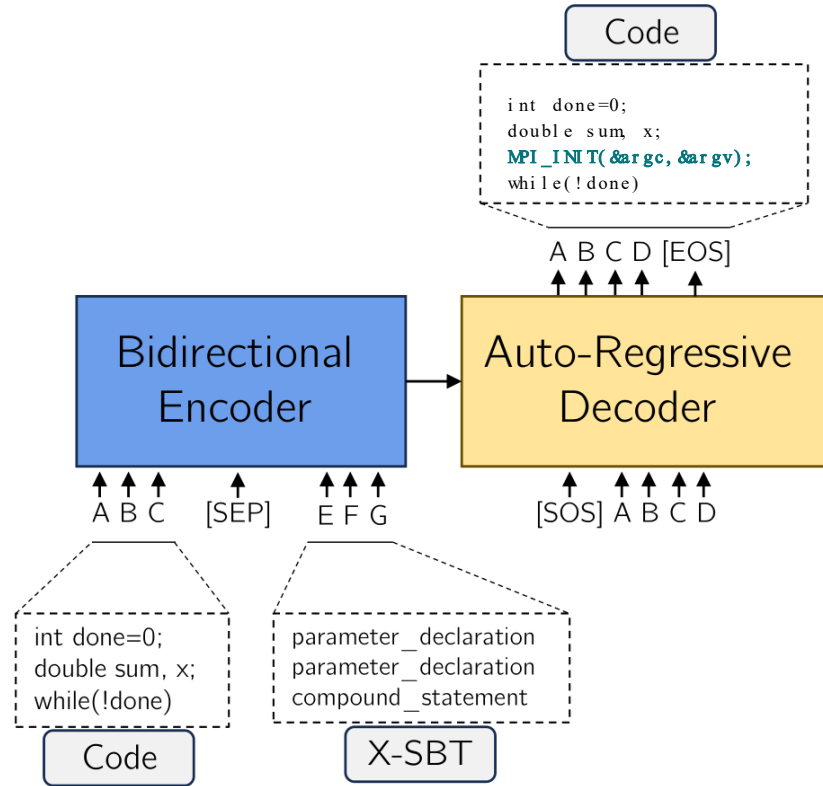 Code
int done=0;
double sum, x;
MPI_INIT(&argc, &argv);
while(!done)
A B C D [EOS]
Bidirectional
Encoder
Auto-Regressive
Decoder
A B C [SEP] E F G
[SOS] A B C D
int done=0;
double sum, x;
while(!done)
Code
parameter_declaration
parameter_declaration
compound_statement
X-SBT